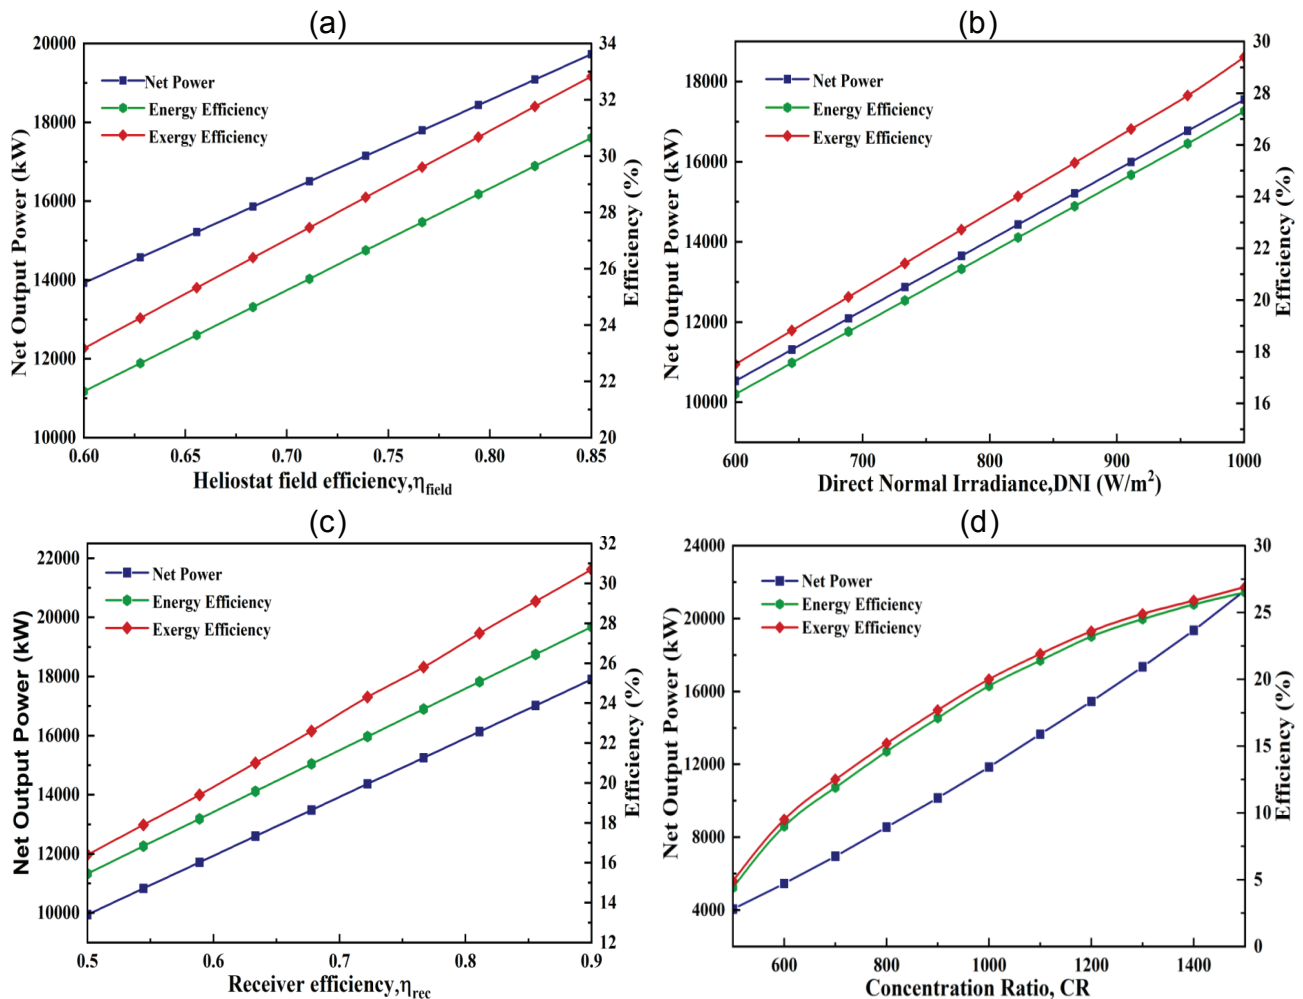 (a)
20000
18000
16000
14000
12000
10000
Net Output Power (kW)
Net Power
Energy Efficiency
Exergy Efficiency
34
32
30
28
26
24
22
20
Efficiency (%)
0.60 0.65 0.70 0.75 0.80 0.85
Heliostat field efficiency,η_field
(b)
18000
16000
14000
12000
10000
Net Output Power (kW)
Net Power
Energy Efficiency
Exergy Efficiency
30
28
26
24
22
20
18
16
Efficiency (%)
600 700 800 900 1000
Direct Normal Irradiance,DNI (W/m²)
(c)
22000
20000
18000
16000
14000
12000
10000
Net Output Power (kW)
Net Power
Energy Efficiency
Exergy Efficiency
32
30
28
26
24
22
20
18
16
14
12
Efficiency (%)
0.5 0.6 0.7 0.8 0.9
Receiver efficiency,η_rec
(d)
24000
20000
16000
12000
8000
4000
Net Output Power (kW)
Net Power
Energy Efficiency
Exergy Efficiency
30
25
20
15
10
5
0
Efficiency (%)
600 800 1000 1200 1400
Concentration Ratio, CR